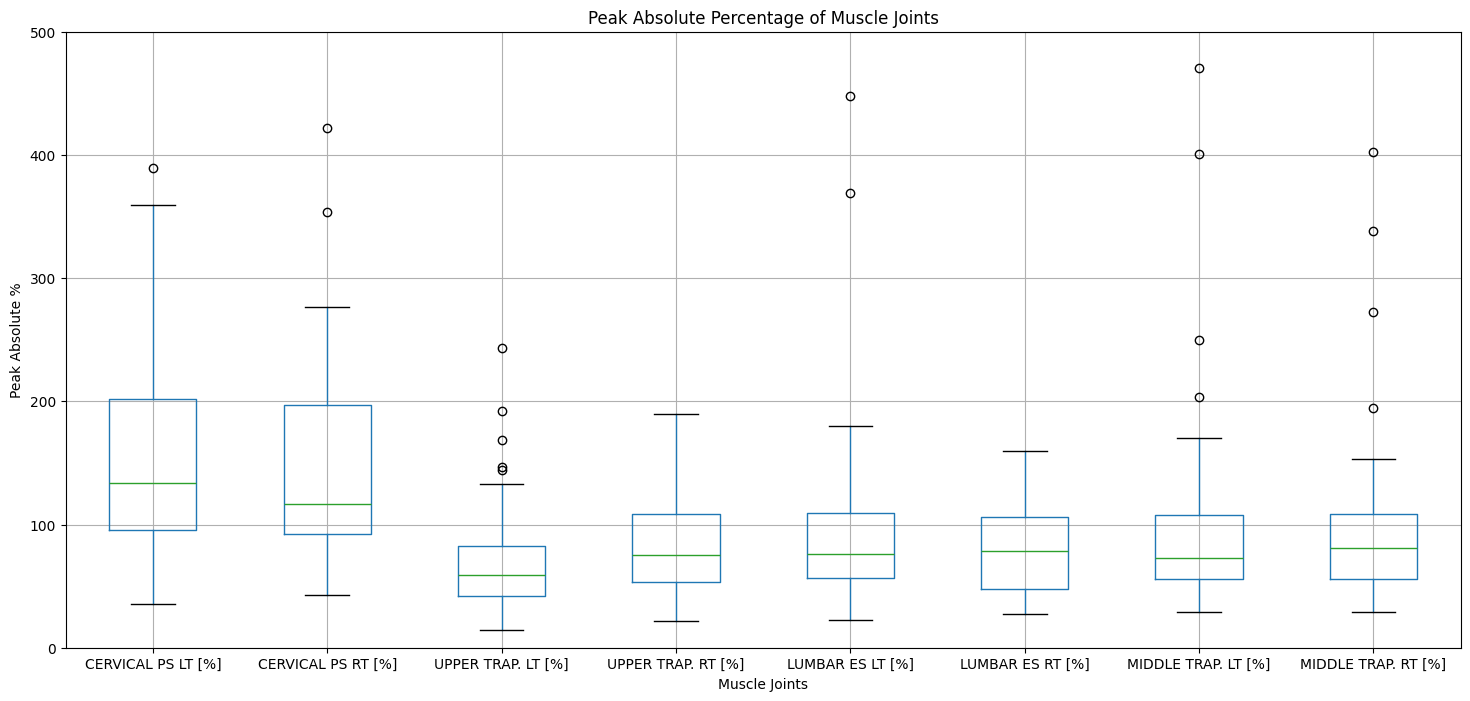 Peak Absolute Percentage of Muscle Joints
500
400
300
200
100
0
Peak Absolute %
CERVICAL PS LT [%] CERVICAL PS RT [%] UPPER TRAP. LT [%] UPPER TRAP. RT [%] LUMBAR ES LT [%] LUMBAR ES RT [%] MIDDLE TRAP. LT [%] MIDDLE TRAP. RT [%]
Muscle Joints